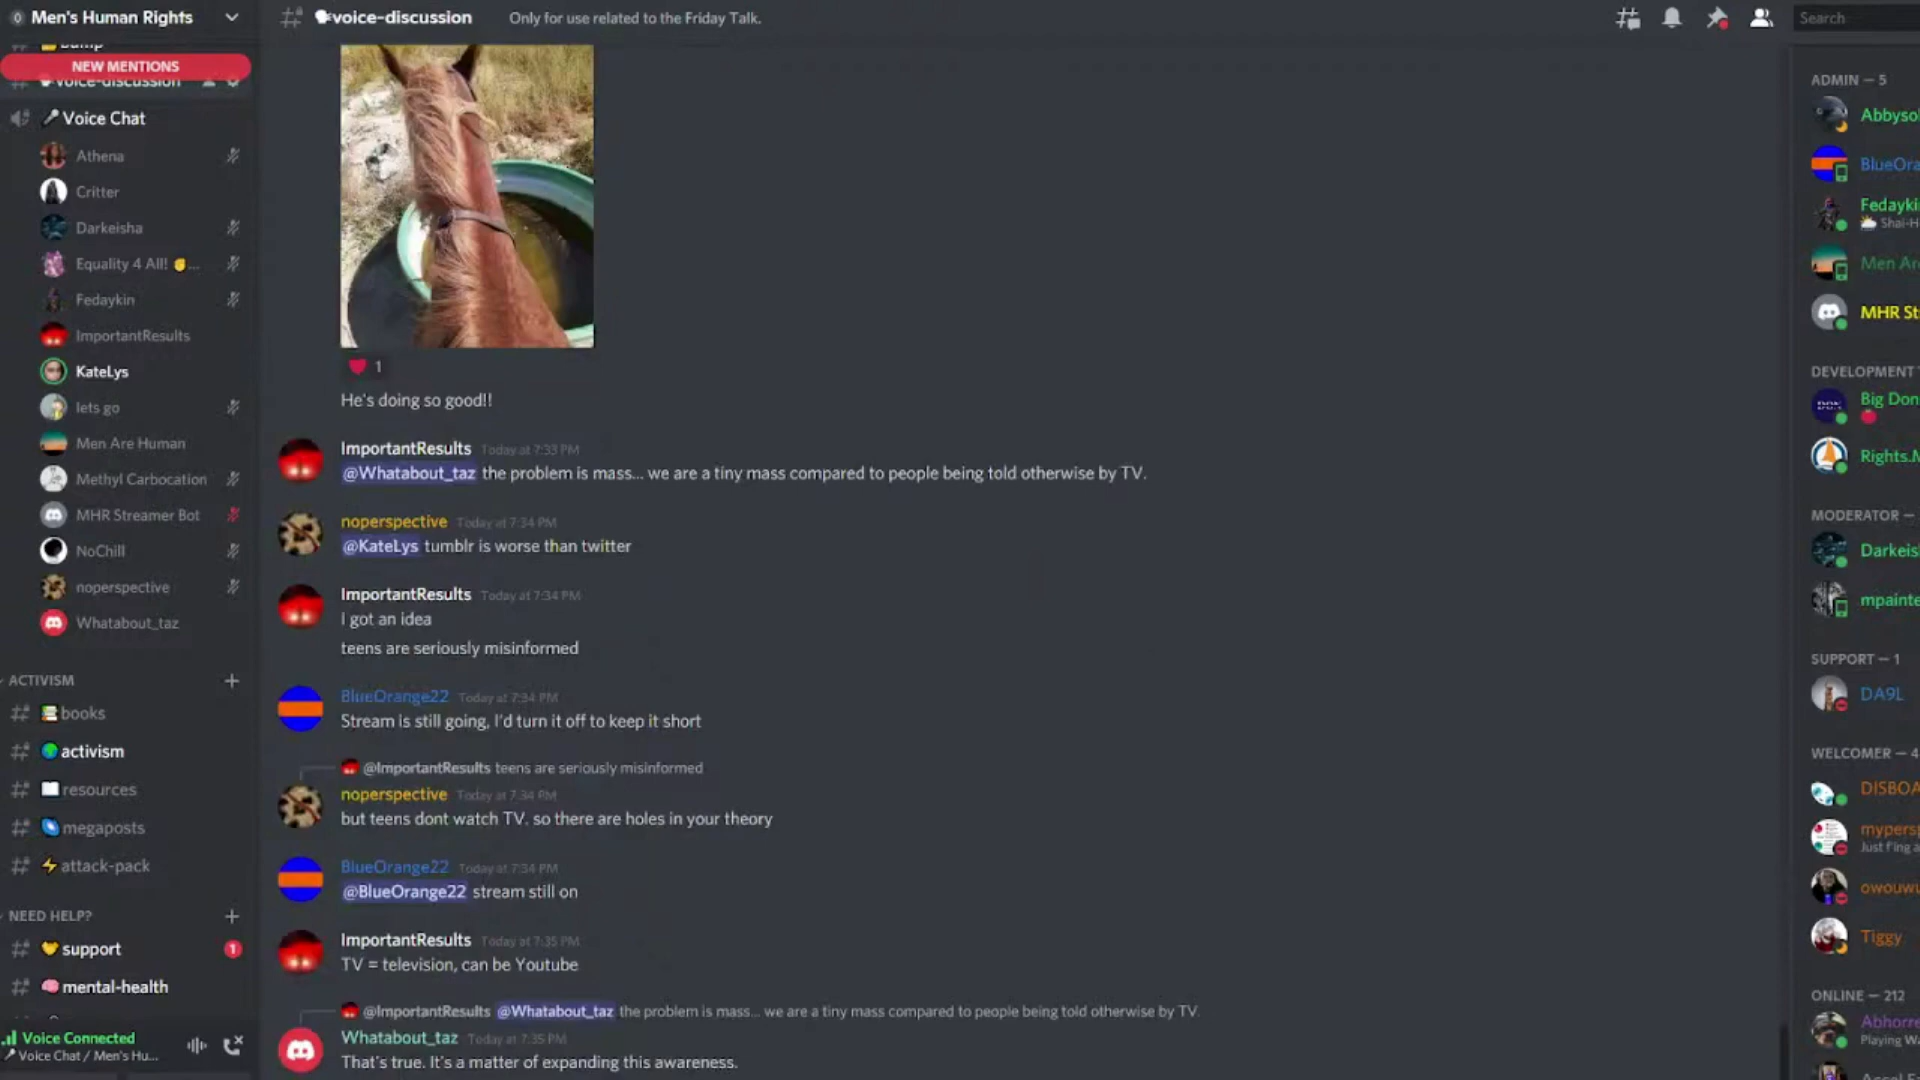 Men's Human Rights
NEW MENTIONS
voice-discussion
Voice Chat
Athena
Critter
Darkeisha
Equality 4 All! ...
Fedaykin
ImportantResults
KateLys
lets go
Men Are Human
Methyl Carbocation
MHR Streamer Bot
NoChill
noperspective
Whatabout_taz
ACTIVISM
books
activism
resources
megaposts
attack-pack
NEED HELP?
support
1
mental-health
Voice Connected
Voice Chat / Men's Hu...
voice-discussion
Only for use related to the Friday Talk.
Search
1
He's doing so good!!
ImportantResults Today at 7:33 PM
@Whatabout_taz the problem is mass... we are a tiny mass compared to people being told otherwise by TV.
noperspective Today at 7:34 PM
@KateLys tumblr is worse than twitter
ImportantResults Today at 7:34 PM
I got an idea
teens are seriously misinformed
BlueOrange22 Today at 7:34 PM
Stream is still going, I'd turn it off to keep it short
@ImportantResults teens are seriously misinformed
noperspective Today at 7:34 PM
but teens dont watch TV. so there are holes in your theory
BlueOrange22 Today at 7:34 PM
@BlueOrange22 stream still on
ImportantResults Today at 7:35 PM
TV = television, can be Youtube
@ImportantResults @Whatabout_taz the problem is mass... we are a tiny mass compared to people being told otherwise by TV.
Whatabout_taz Today at 7:35 PM
That's true. It's a matter of expanding this awareness.
ADMIN — 5
Abbyso
BlueOra
Fedayki
Shai-H
Men Are
MHR St
DEVELOPMENT T
Big Don
Rights.M
MODERATOR —
Darkeish
mpainte
SUPPORT — 1
DA9L
WELCOMER — 4
DISBOA
mypersp
Just f'ing a
owouwu
Tiggy
ONLINE — 212
Abhorre
Playing Wa